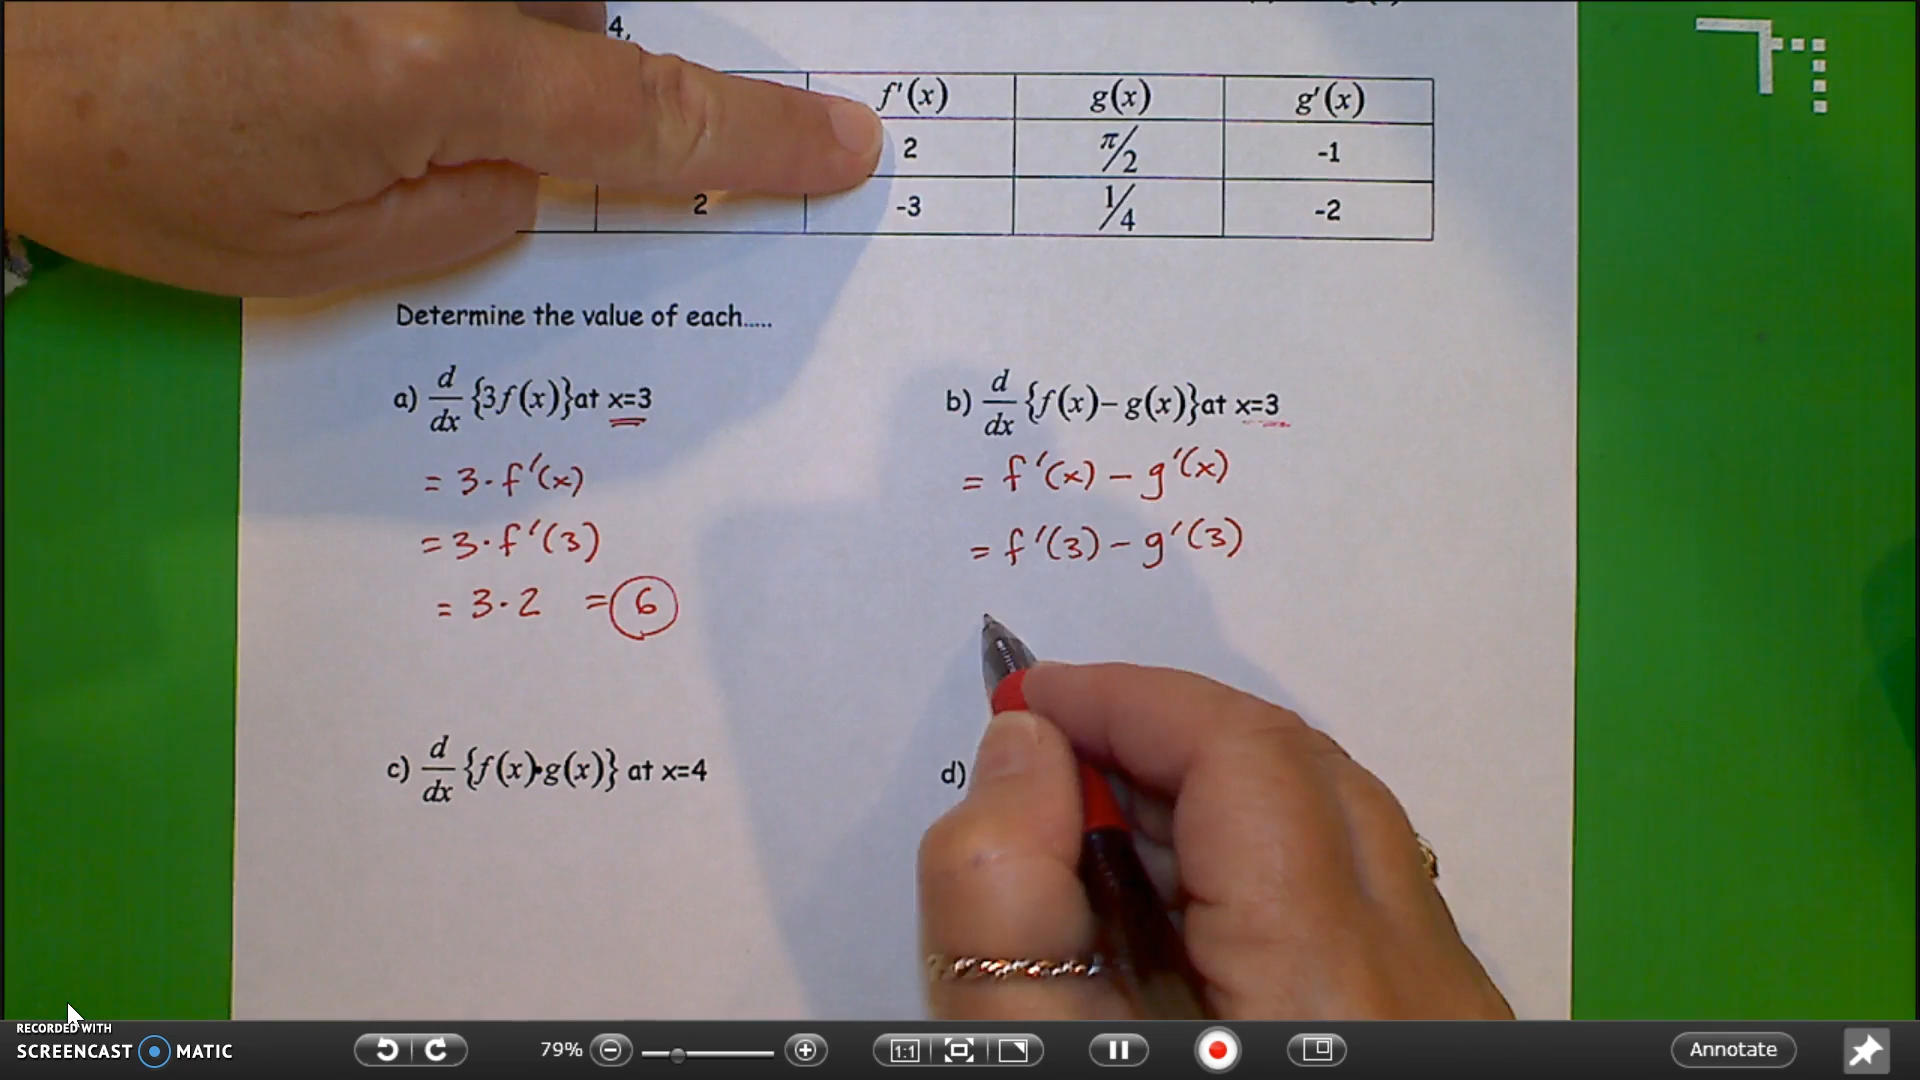 4,
f'(x) g(x) g'(x)
2 π/2 -1
2 -3 1/4 -2
Determine the value of each.....
a) d/dx {3f(x)} at x=3
= 3·f'(x)
= 3·f'(3)
= 3·2 = 6
b) d/dx {f(x)-g(x)} at x=3
= f'(x) - g'(x)
= f'(3) - g'(3)
c) d/dx {f(x)•g(x)} at x=4
d)
RECORDED WITH
SCREENCAST MATIC
79%
1:1
Annotate